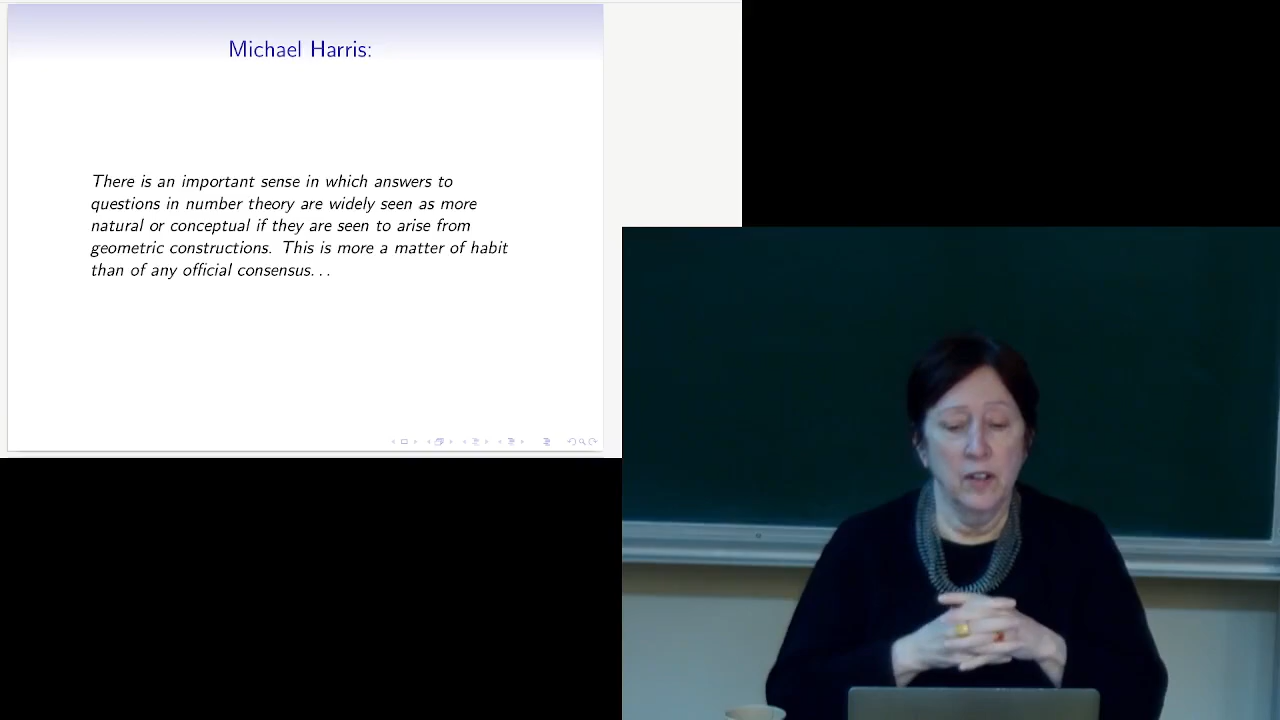 Michael Harris:
There is an important sense in which answers to
questions in number theory are widely seen as more
natural or conceptual if they are seen to arise from
geometric constructions. This is more a matter of habit
than of any official consensus...